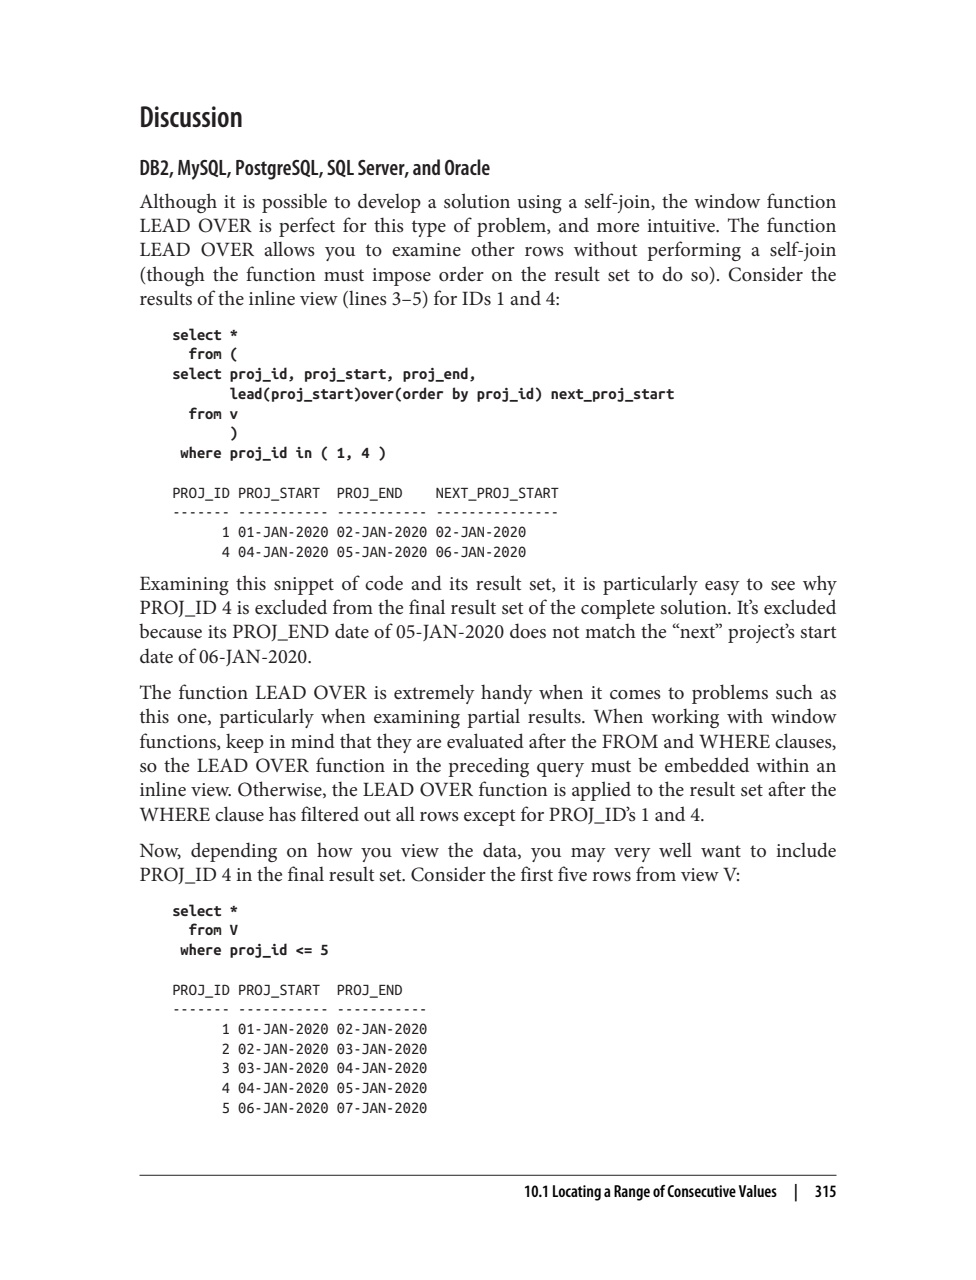 Discussion
DB2, MySQL, PostgreSQL, SQL Server, and Oracle
Although it is possible to develop a solution using a self-join, the window function
LEAD OVER is perfect for this type of problem, and more intuitive. The function
LEAD OVER allows you to examine other rows without performing a self-join
(though the function must impose order on the result set to do so). Consider the
results of the inline view (lines 3–5) for IDs 1 and 4:
select *
  from (
select proj_id, proj_start, proj_end,
       lead(proj_start)over(order by proj_id) next_proj_start
  from v
       )
 where proj_id in ( 1, 4 )
PROJ_ID PROJ_START  PROJ_END    NEXT_PROJ_START
------- ----------- ----------- ---------------
      1 01-JAN-2020 02-JAN-2020 02-JAN-2020
      4 04-JAN-2020 05-JAN-2020 06-JAN-2020
Examining this snippet of code and its result set, it is particularly easy to see why
PROJ_ID 4 is excluded from the final result set of the complete solution. It’s excluded
because its PROJ_END date of 05-JAN-2020 does not match the “next” project’s start
date of 06-JAN-2020.
The function LEAD OVER is extremely handy when it comes to problems such as
this one, particularly when examining partial results. When working with window
functions, keep in mind that they are evaluated after the FROM and WHERE clauses,
so the LEAD OVER function in the preceding query must be embedded within an
inline view. Otherwise, the LEAD OVER function is applied to the result set after the
WHERE clause has filtered out all rows except for PROJ_ID’s 1 and 4.
Now, depending on how you view the data, you may very well want to include
PROJ_ID 4 in the final result set. Consider the first five rows from view V:
select *
  from V
 where proj_id <= 5
PROJ_ID PROJ_START  PROJ_END
------- ----------- -----------
      1 01-JAN-2020 02-JAN-2020
      2 02-JAN-2020 03-JAN-2020
      3 03-JAN-2020 04-JAN-2020
      4 04-JAN-2020 05-JAN-2020
      5 06-JAN-2020 07-JAN-2020
10.1 Locating a Range of Consecutive Values | 315